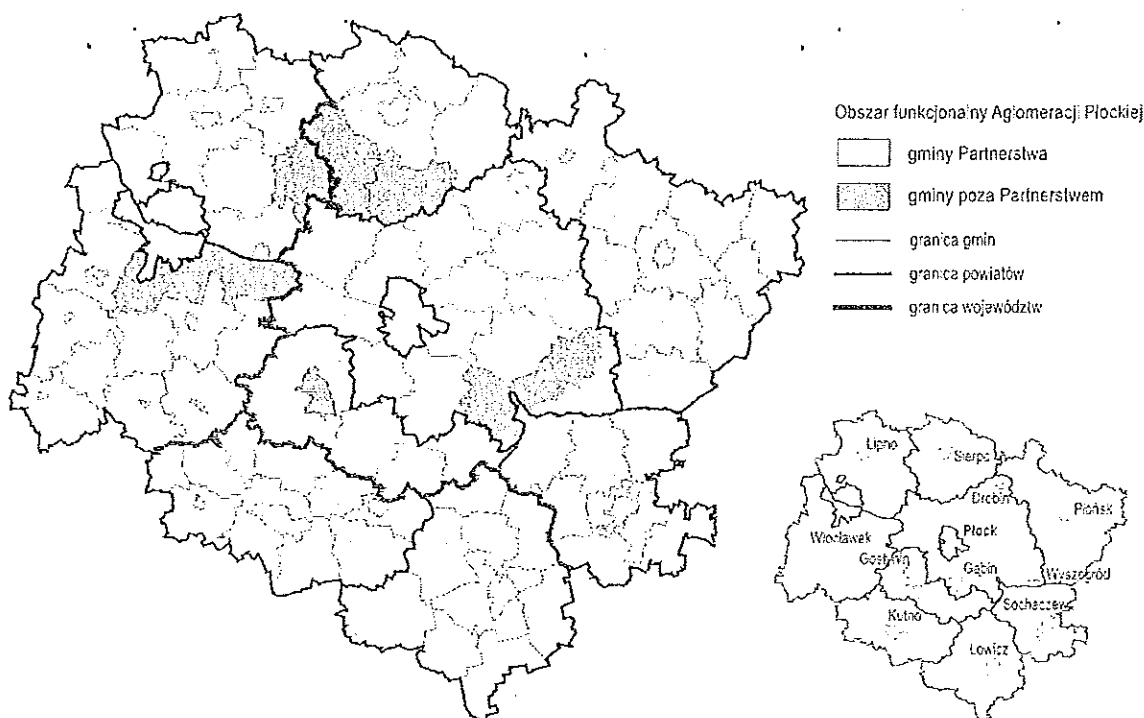 Obszar funkcjonalny Aglomeracji Płockiej
gminy Partnerstwa
gminy poza Partnerstwem
granica gmin
granica powiatów
granica województw
Lipno
Sierpc
Drobin
Płońsk
Płock
Włocławek
Gostynin
Gąbin
Wyszogród
Sochaczew
Kutno
Łowicz